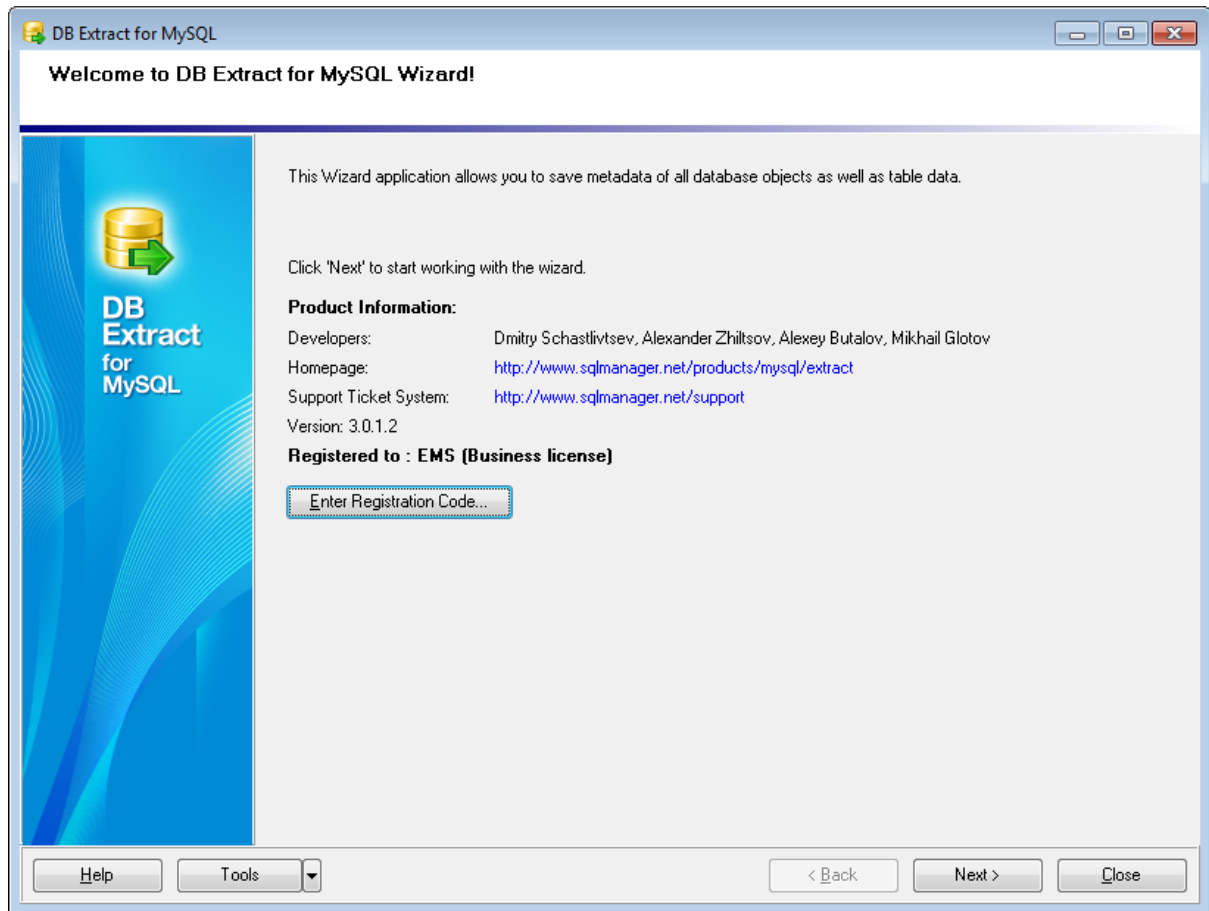 DB Extract for MySQL
Welcome to DB Extract for MySQL Wizard!
This Wizard application allows you to save metadata of all database objects as well as table data.
DB
Extract
for
MySQL
Click 'Next' to start working with the wizard.
Product Information:
Developers: Dmitry Schastlivtsev, Alexander Zhiltsov, Alexey Butalov, Mikhail Glotov
Homepage: http://www.sqlmanager.net/products/mysql/extract
Support Ticket System: http://www.sqlmanager.net/support
Version: 3.0.1.2
Registered to : EMS (Business license)
Enter Registration Code...
Help Tools < Back Next > Close